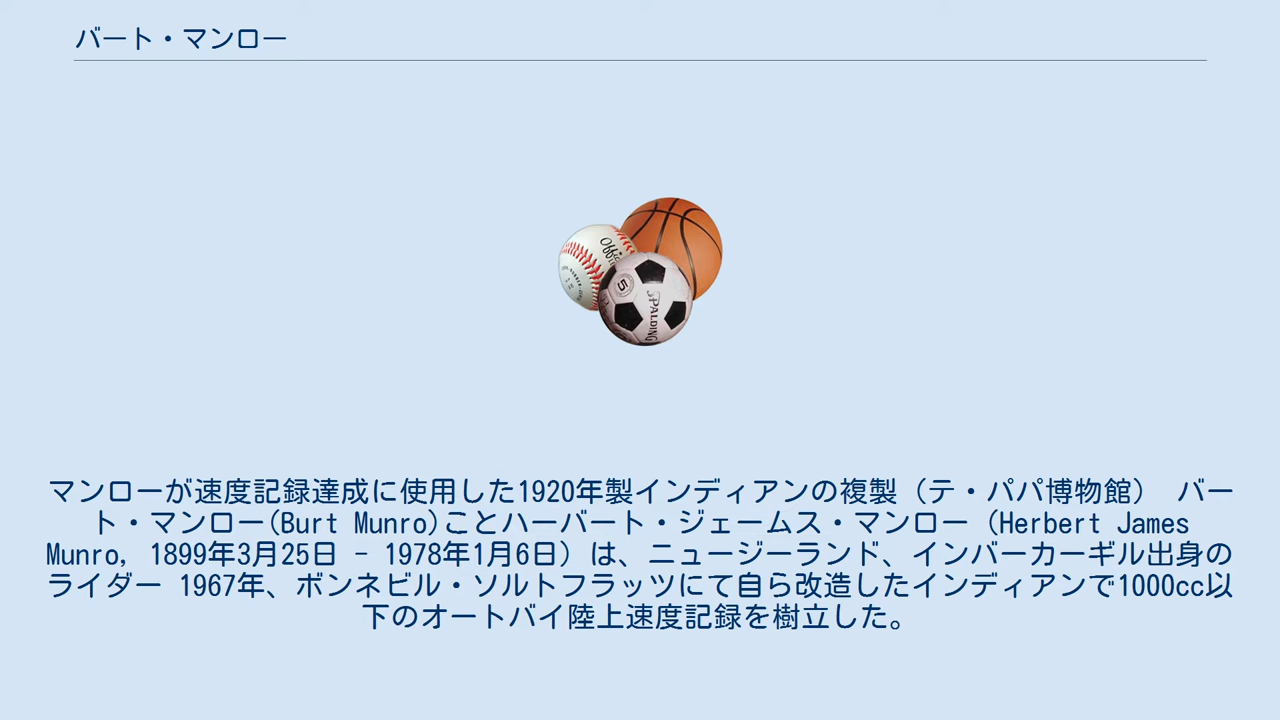 バート・マンロー
Offic
5
SPALDING
マンローが速度記録達成に使用した1920年製インディアンの複製（テ・パパ博物館） バー
ト・マンロー(Burt Munro)ことハーバート・ジェームス・マンロー（Herbert James
Munro, 1899年3月25日 - 1978年1月6日）は、ニュージーランド、インバーカーギル出身の
ライダー 1967年、ボンネビル・ソルトフラッツにて自ら改造したインディアンで1000cc以
下のオートバイ陸上速度記録を樹立した。